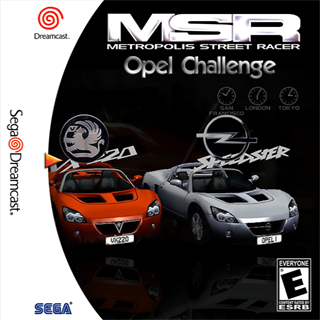 Dreamcast.
MSR
METROPOLIS STREET RACER
Opel Challenge
SAN FRANCISCO
LONDON
TOKYO
Sega Dreamcast.
VX220
SPEEDSTER
VX220
OPEL 1
SEGA
EVERYONE
E
CONTENT RATED BY
ESRB